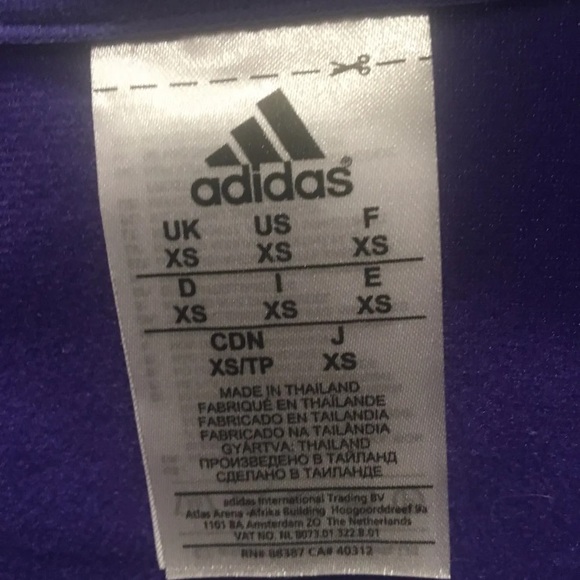 adidas®
UK US F
XS XS XS
D I E
XS XS XS
CDN J
XS/TP XS
MADE IN THAILAND
FABRIQUÉ EN THAÏLANDE
FABRICADO EN TAILANDIA
FABRICADO NA TAILÂNDIA
GYÁRTVA: THAILAND
ПРОИЗВЕДЕНО В ТАЙЛАНД
СДЕЛАНО В ТАИЛАНДЕ
adidas International Trading BV
Atlas Arena -Afrika Building Hoogoorddreef 9a
1101 BA Amsterdam ZO The Netherlands
VAT NO. NL 8073.01.322.B.01
RN# 88387 CA# 40312